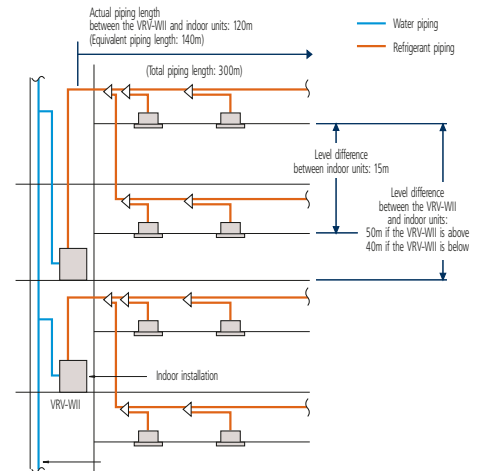 Actual piping length
between the VRV-WII and indoor units: 120m
(Equivalent piping length: 140m)
Water piping
Refrigerant piping
(Total piping length: 300m)
Level difference
between indoor units: 15m
Level difference
between the VRV-WII
and indoor units:
50m if the VRV-WII is above
40m if the VRV-WII is below
Indoor installation
VRV-WII